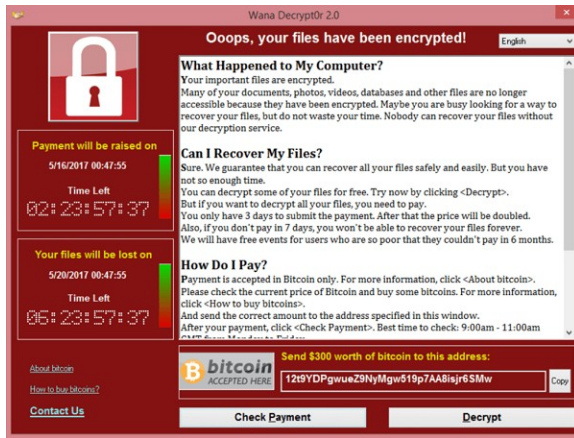 Wana Decrypt0r 2.0
Ooops, your files have been encrypted!
English
Payment will be raised on
5/16/2017 00:47:55
Time Left
02:23:57:37
Your files will be lost on
5/20/2017 00:47:55
Time Left
06:23:57:37
About bitcoin
How to buy bitcoins?
Contact Us
What Happened to My Computer?
Your important files are encrypted.
Many of your documents, photos, videos, databases and other files are no longer
accessible because they have been encrypted. Maybe you are busy looking for a way to
recover your files, but do not waste your time. Nobody can recover your files without
our decryption service.
Can I Recover My Files?
Sure. We guarantee that you can recover all your files safely and easily. But you have
not so enough time.
You can decrypt some of your files for free. Try now by clicking <Decrypt>.
But if you want to decrypt all your files, you need to pay.
You only have 3 days to submit the payment. After that the price will be doubled.
Also, if you don't pay in 7 days, you won't be able to recover your files forever.
We will have free events for users who are so poor that they couldn't pay in 6 months.
How Do I Pay?
Payment is accepted in Bitcoin only. For more information, click <About bitcoin>.
Please check the current price of Bitcoin and buy some bitcoins. For more information,
click <How to buy bitcoins>.
And send the correct amount to the address specified in this window.
After your payment, click <Check Payment>. Best time to check: 9:00am - 11:00am
GMT from Monday to Friday
bitcoin
ACCEPTED HERE
Send $300 worth of bitcoin to this address:
12t9YDPgwueZ9NyMgw519p7AA8isjr6SMw
Copy
Check Payment
Decrypt